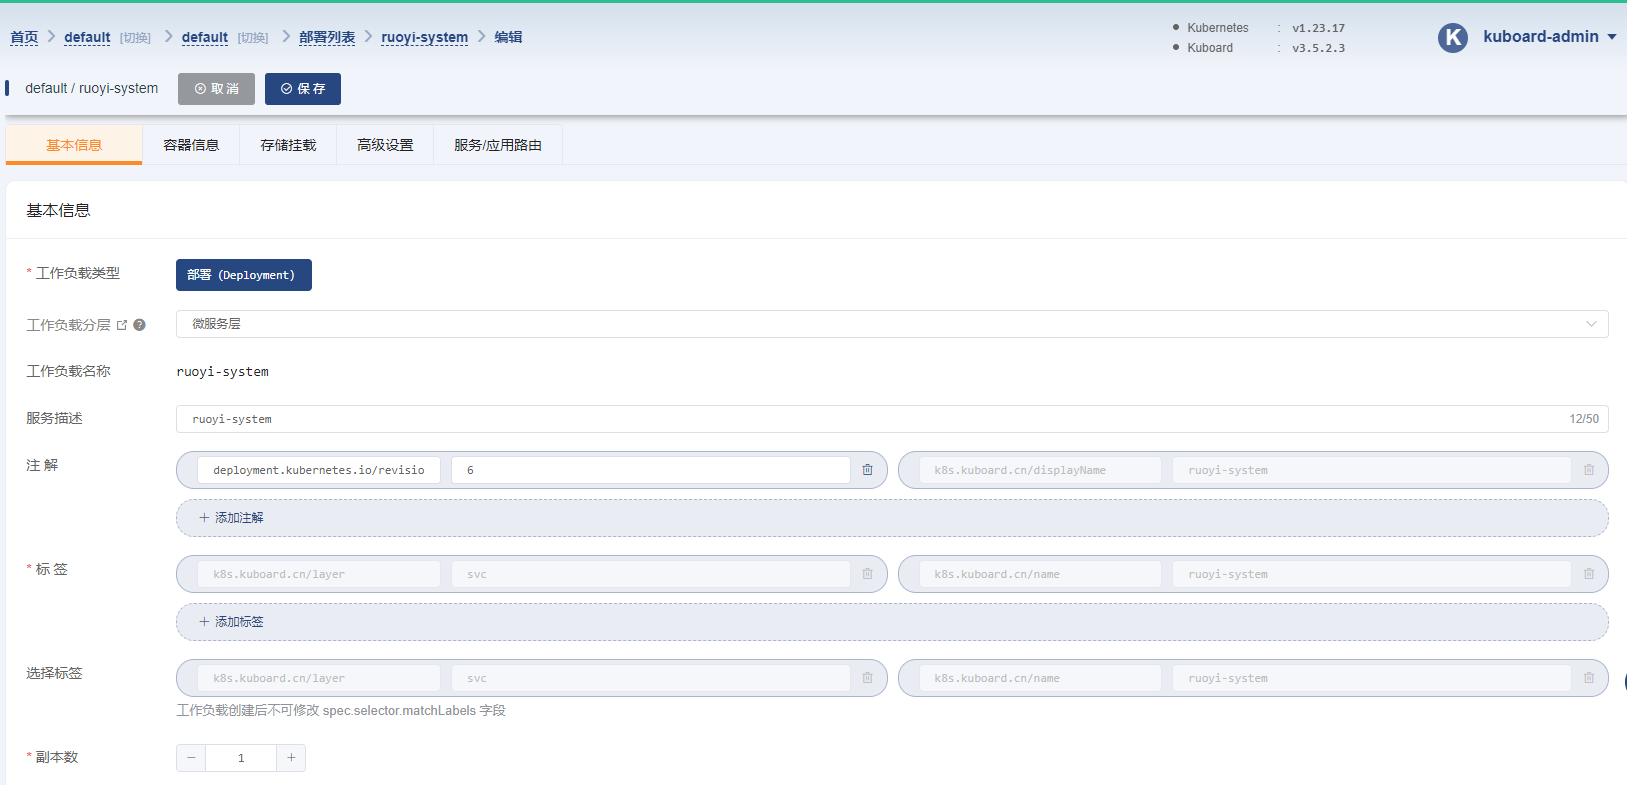 首页 > default [切换] > default [切换] > 部署列表 > ruoyi-system > 编辑
Kubernetes : v1.23.17
Kuboard : v3.5.2.3
K kuboard-admin
default / ruoyi-system 取 消 保 存
基本信息 容器信息 存储挂载 高级设置 服务/应用路由
基本信息
* 工作负载类型 部署 (Deployment)
工作负载分层 ? 微服务层
工作负载名称 ruoyi-system
服务描述 ruoyi-system 12/50
注 解 deployment.kubernetes.io/revisio 6 k8s.kuboard.cn/displayName ruoyi-system
+ 添加注解
* 标 签 k8s.kuboard.cn/layer svc k8s.kuboard.cn/name ruoyi-system
+ 添加标签
选择标签 k8s.kuboard.cn/layer svc k8s.kuboard.cn/name ruoyi-system
工作负载创建后不可修改 spec.selector.matchLabels 字段
* 副本数 − 1 +